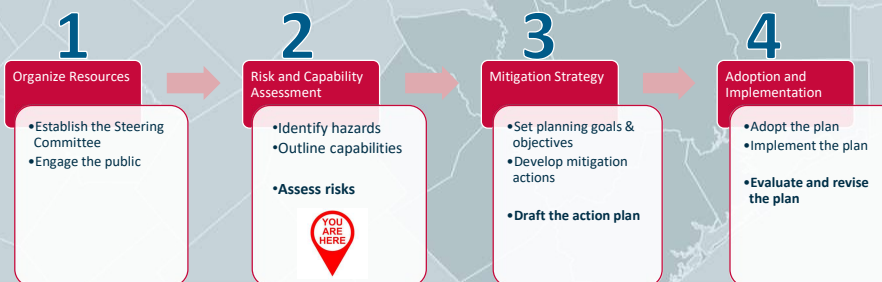 1
Organize Resources
•Establish the Steering
Committee
•Engage the public
2
Risk and Capability
Assessment
•Identify hazards
•Outline capabilities
•Assess risks
YOU
ARE
HERE
3
Mitigation Strategy
•Set planning goals &
objectives
•Develop mitigation
actions
•Draft the action plan
4
Adoption and
Implementation
•Adopt the plan
•Implement the plan
•Evaluate and revise
the plan